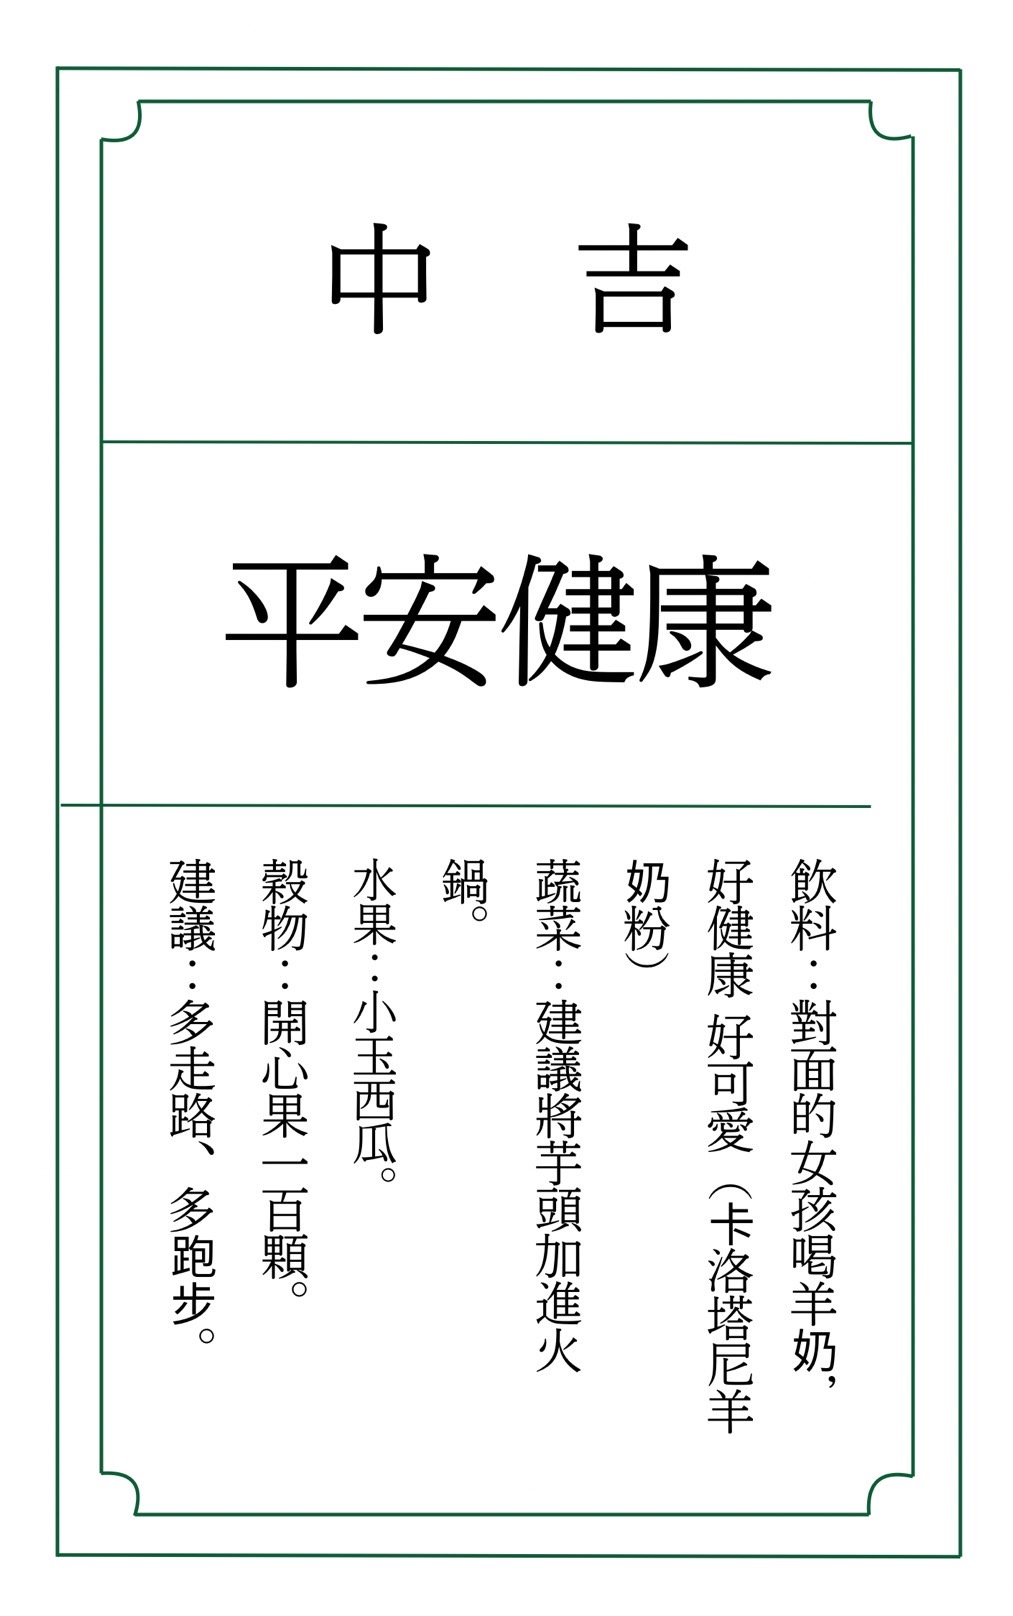 中 吉
平安健康
飲料：對面的女孩喝羊奶，
好健康 好可愛 （卡洛塔尼羊
奶粉）
蔬菜：建議將芋頭加進火
鍋。
水果：小玉西瓜。
穀物：開心果一百顆。
建議：多走路、多跑步。